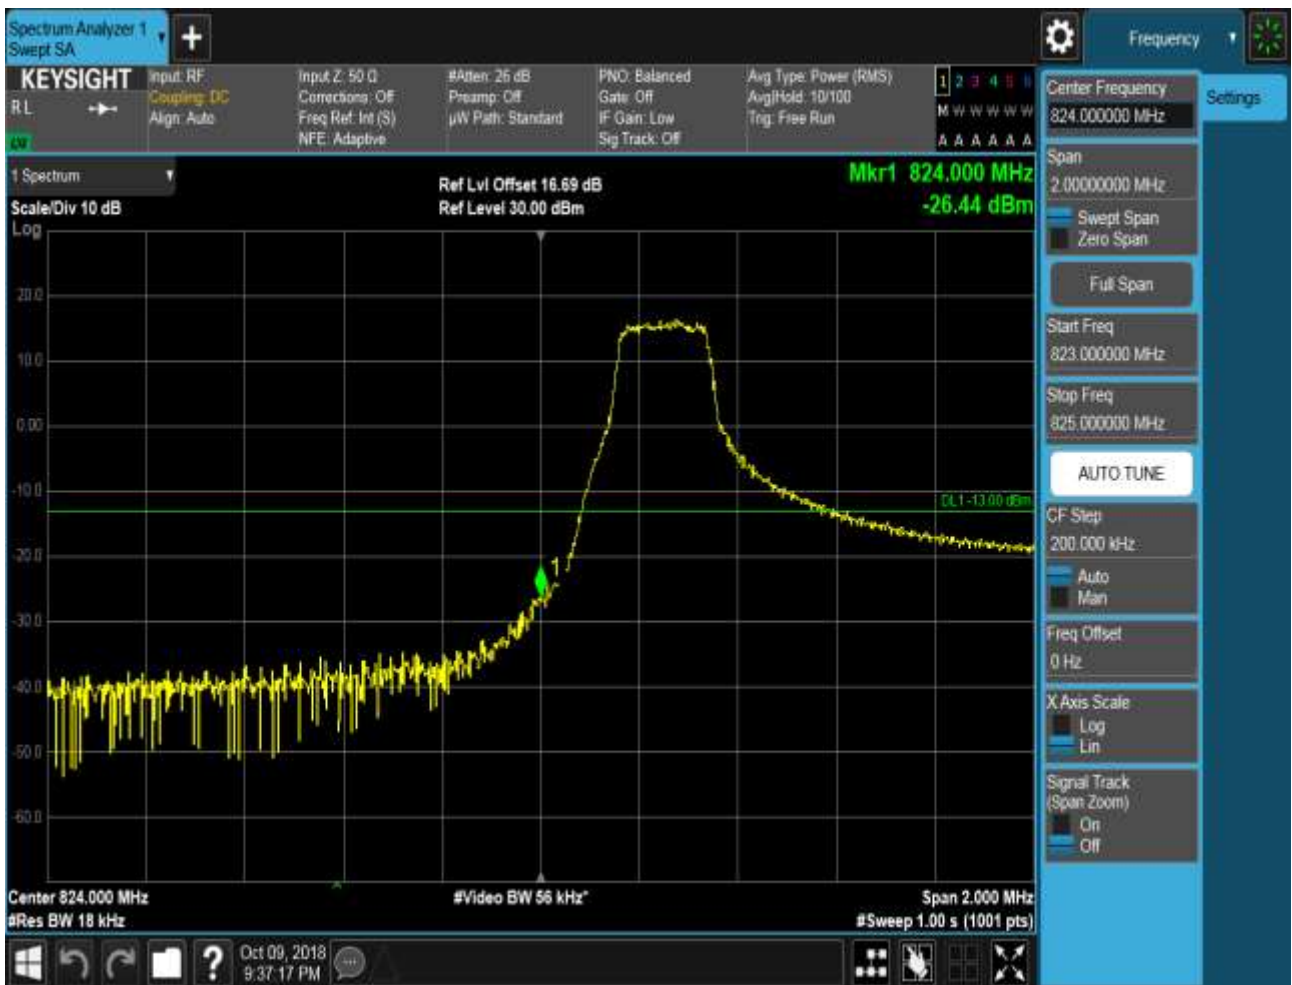 Spectrum Analyzer 1
Swept SA
+
Frequency
KEYSIGHT
R L
Input: RF
Coupling: DC
Align: Auto
Input Z: 50 Ω
Corrections: Off
Freq Ref: Int (S)
NFE: Adaptive
#Atten: 26 dB
Preamp: Off
µW Path: Standard
PNO: Balanced
Gate: Off
IF Gain: Low
Sig Track: Off
Avg Type: Power (RMS)
Avg|Hold: 10/100
Trig: Free Run
1 2 3 4 5 6
M W W W W W
A A A A A A
1 Spectrum
Scale/Div 10 dB
Log
Ref Lvl Offset 16.69 dB
Ref Level 30.00 dBm
Mkr1 824.000 MHz
-26.44 dBm
20.0
10.0
0.00
-10.0
-20.0
-30.0
-40.0
-50.0
-60.0
DL1 -13.00 dBm
1
Center 824.000 MHz
#Res BW 18 kHz
#Video BW 56 kHz*
Span 2.000 MHz
#Sweep 1.00 s (1001 pts)
Center Frequency
824.000000 MHz
Settings
Span
2.00000000 MHz
Swept Span
Zero Span
Full Span
Start Freq
823.000000 MHz
Stop Freq
825.000000 MHz
AUTO TUNE
CF Step
200.000 kHz
Auto
Man
Freq Offset
0 Hz
X Axis Scale
Log
Lin
Signal Track
(Span Zoom)
On
Off
?
Oct 09, 2018
9:37:17 PM